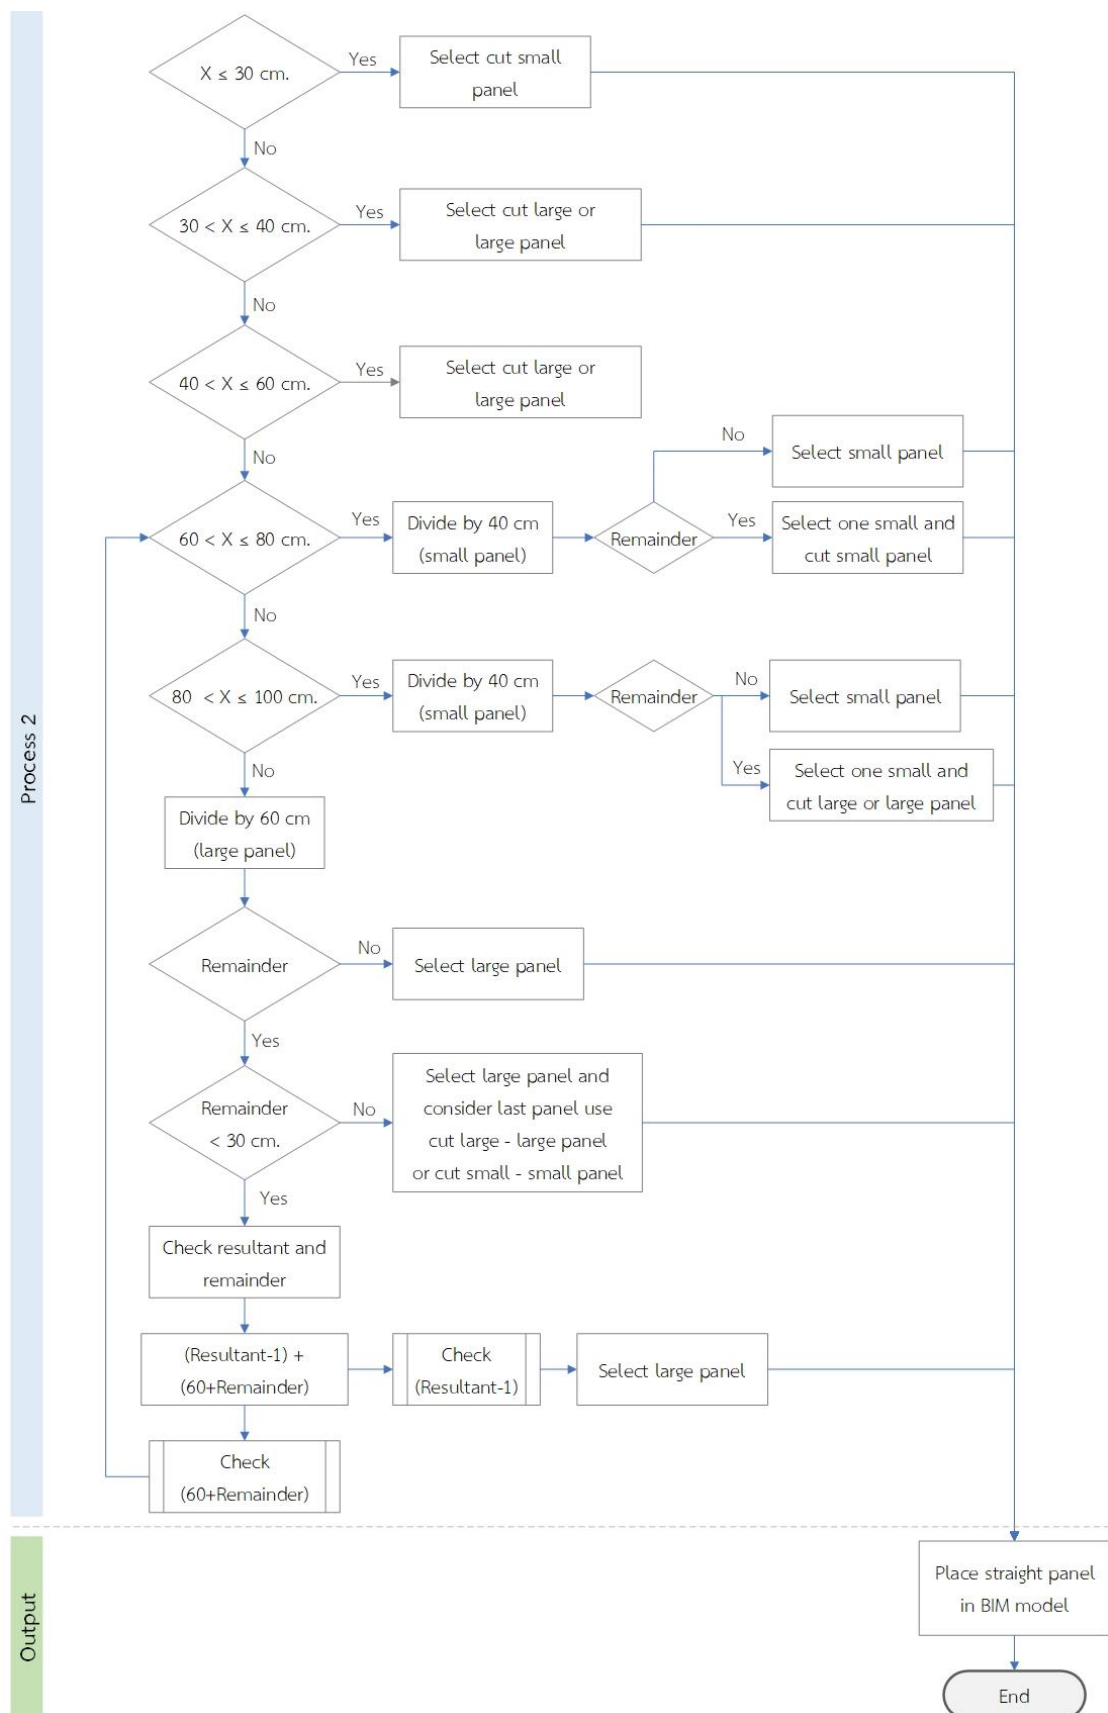 X ≤ 30 cm.
Yes
Select cut small
panel
No
30 < X ≤ 40 cm.
Yes
Select cut large or
large panel
No
40 < X ≤ 60 cm.
Yes
Select cut large or
large panel
No
60 < X ≤ 80 cm.
Yes
Divide by 40 cm
(small panel)
Remainder
No
Select small panel
Yes
Select one small and
cut small panel
No
80 < X ≤ 100 cm.
Yes
Divide by 40 cm
(small panel)
Remainder
No
Select small panel
Yes
Select one small and
cut large or large panel
No
Divide by 60 cm
(large panel)
Remainder
No
Select large panel
Yes
Remainder
< 30 cm.
No
Select large panel and
consider last panel use
cut large - large panel
or cut small - small panel
Yes
Check resultant and
remainder
(Resultant-1) +
(60+Remainder)
Check
(Resultant-1)
Select large panel
Check
(60+Remainder)
Process 2
Place straight panel
in BIM model
End
Output